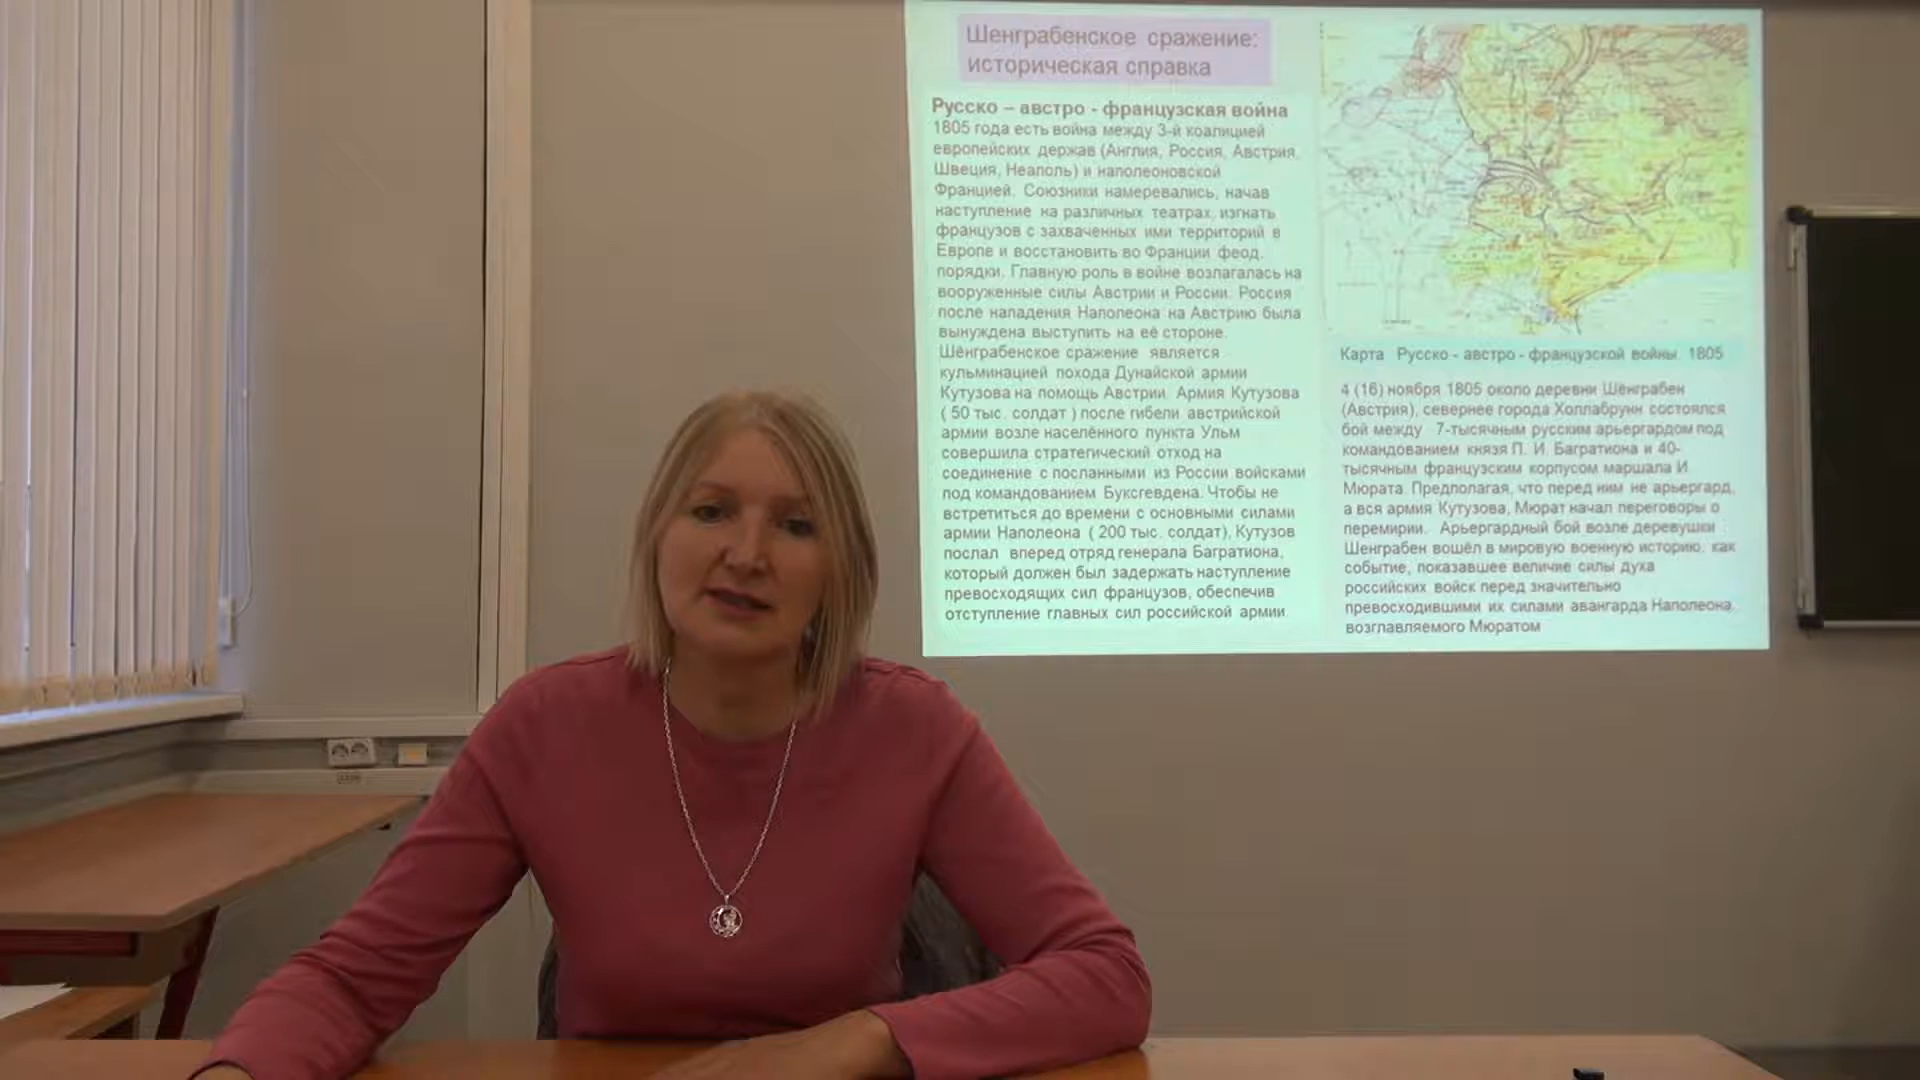 Шенграбенское сражение:
историческая справка
Русско – австро - французская война
1805 года есть война между 3-й коалицией
европейских держав (Англия, Россия, Австрия,
Швеция, Неаполь) и наполеоновской
Францией. Союзники намеревались, начав
наступление на различных театрах, изгнать
французов с захваченных ими территорий в
Европе и восстановить во Франции феод.
порядки. Главную роль в войне возлагалась на
вооруженные силы Австрии и России. Россия
после нападения Наполеона на Австрию была
вынуждена выступить на её стороне.
Шёнграбенское сражение является
кульминацией похода Дунайской армии
Кутузова на помощь Австрии. Армия Кутузова
( 50 тыс. солдат ) после гибели австрийской
армии возле населённого пункта Ульм
совершила стратегический отход на
соединение с посланными из России войсками
под командованием Буксгевдена. Чтобы не
встретиться до времени с основными силами
армии Наполеона ( 200 тыс. солдат), Кутузов
послал вперед отряд генерала Багратиона,
который должен был задержать наступление
превосходящих сил французов, обеспечив
отступление главных сил российской армии.
Карта Русско - австро - французской войны 1805
4 (16) ноября 1805 около деревни Шёнграбен
(Австрия), севернее города Холлабрунн состоялся
бой между 7-тысячным русским арьергардом под
командованием князя П. И. Багратиона и 40-
тысячным французским корпусом маршала И.
Мюрата. Предполагая, что перед ним не арьергард,
а вся армия Кутузова, Мюрат начал переговоры о
перемирии. Арьергардный бой возле деревушки
Шенграбен вошёл в мировую военную историю, как
событие, показавшее величие силы духа
российских войск перед значительно
превосходившими их силами авангарда Наполеона,
возглавляемого Мюратом